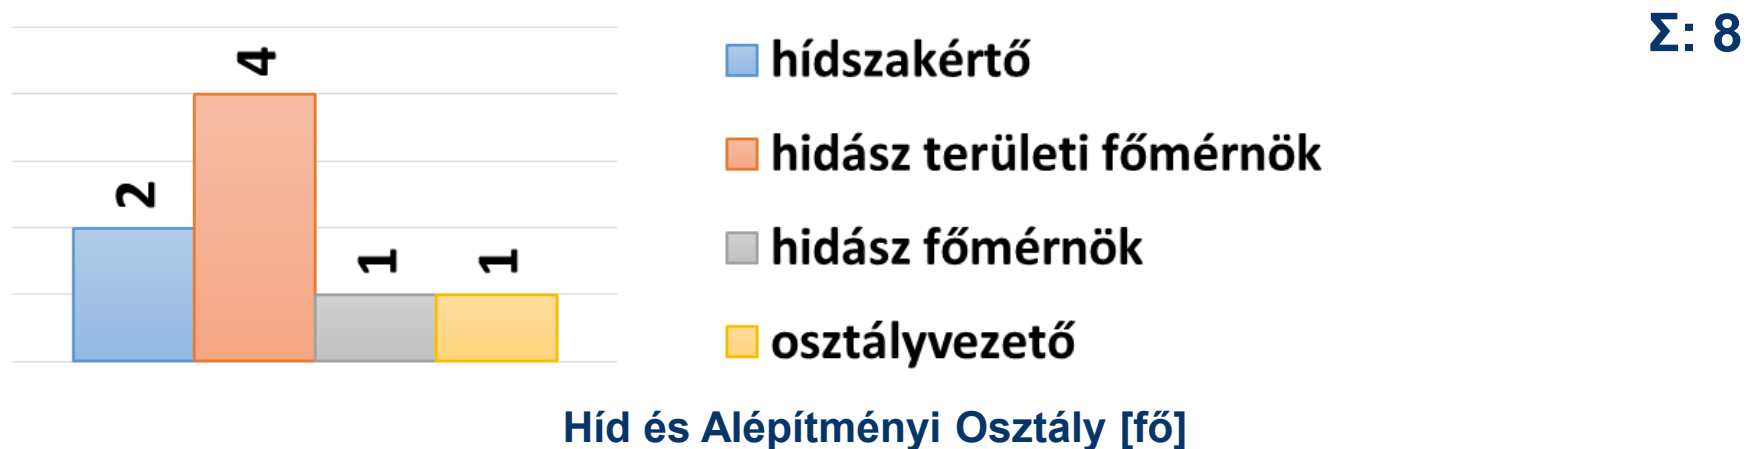 Σ: 8
2
4
1
1
hídszakértő
hidász területi főmérnök
hidász főmérnök
osztályvezető
Híd és Alépítményi Osztály [fő]